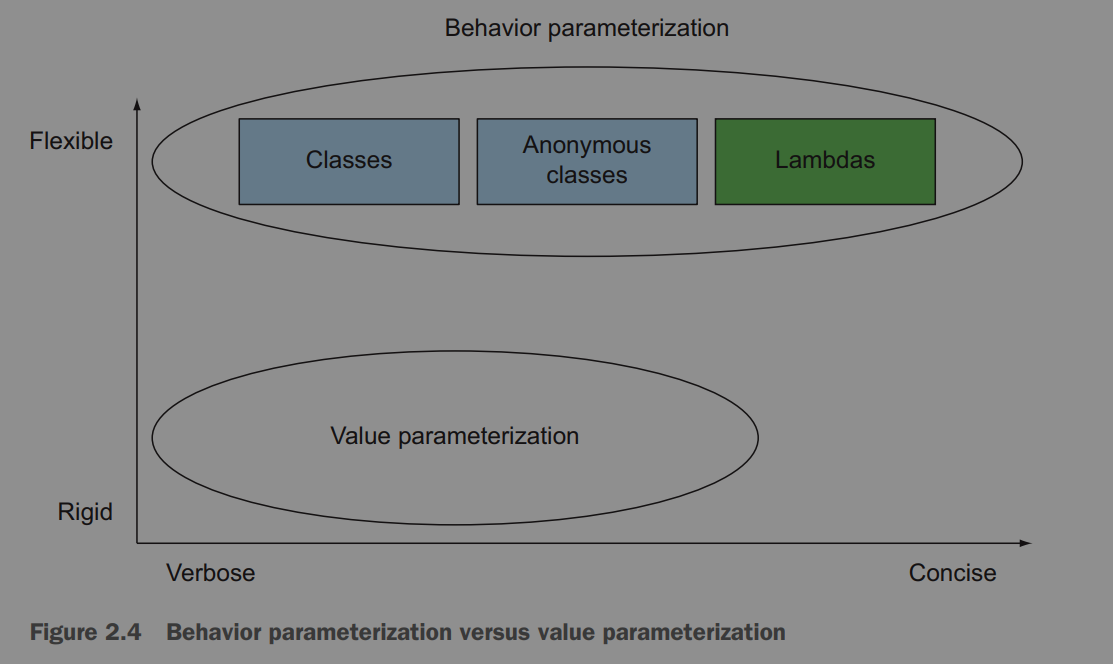 Behavior parameterization
Flexible
Classes
Anonymous
classes
Lambdas
Value parameterization
Rigid
Verbose
Concise
Figure 2.4 Behavior parameterization versus value parameterization